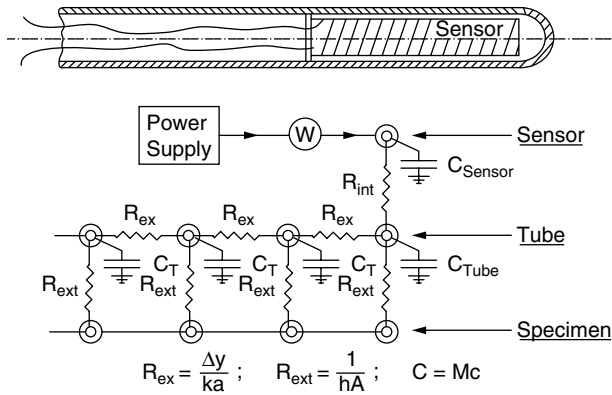 Sensor
Power Supply
W
Sensor
C_Sensor
R_int
R_ex R_ex R_ex
Tube
C_T C_T C_T C_Tube
R_ext R_ext R_ext R_ext
Specimen
R_ex = Δy/ka ; R_ext = 1/hA ; C = Mc